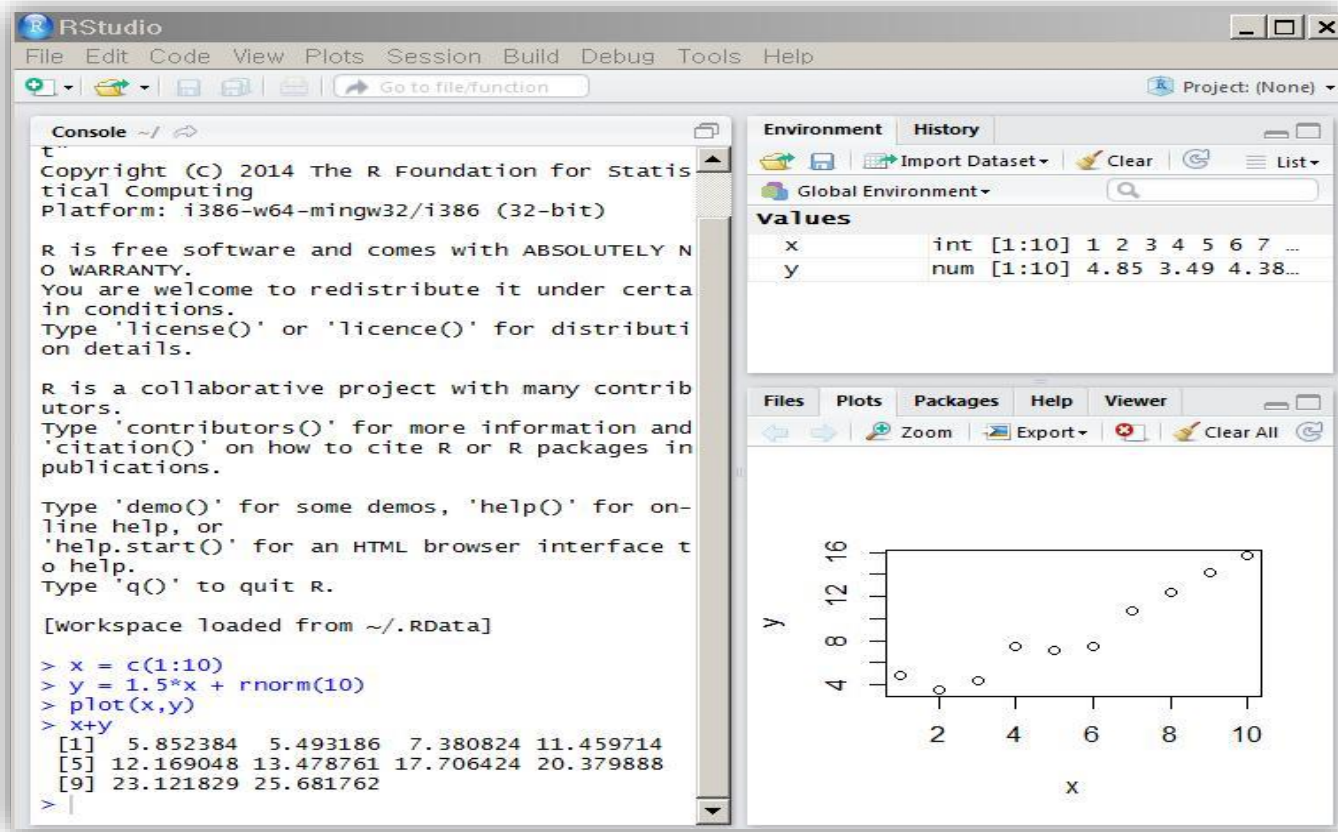 RStudio
File Edit Code View Plots Session Build Debug Tools Help
Go to file/function
Project: (None)
Console ~/
t"
Copyright (C) 2014 The R Foundation for Statis
tical Computing
Platform: i386-w64-mingw32/i386 (32-bit)
R is free software and comes with ABSOLUTELY N
O WARRANTY.
You are welcome to redistribute it under certa
in conditions.
Type 'license()' or 'licence()' for distributi
on details.
R is a collaborative project with many contrib
utors.
Type 'contributors()' for more information and
'citation()' on how to cite R or R packages in
publications.
Type 'demo()' for some demos, 'help()' for on-
line help, or
'help.start()' for an HTML browser interface t
o help.
Type 'q()' to quit R.
[Workspace loaded from ~/.RData]
> x = c(1:10)
> y = 1.5*x + rnorm(10)
> plot(x,y)
> x+y
[1] 5.852384 5.493186 7.380824 11.459714
[5] 12.169048 13.478761 17.706424 20.379888
[9] 23.121829 25.681762
>
Environment History
Import Dataset Clear List
Global Environment
Values
x int [1:10] 1 2 3 4 5 6 7 ...
y num [1:10] 4.85 3.49 4.38...
Files Plots Packages Help Viewer
Zoom Export Clear All
16
12
8
4
y
2 4 6 8 10
x